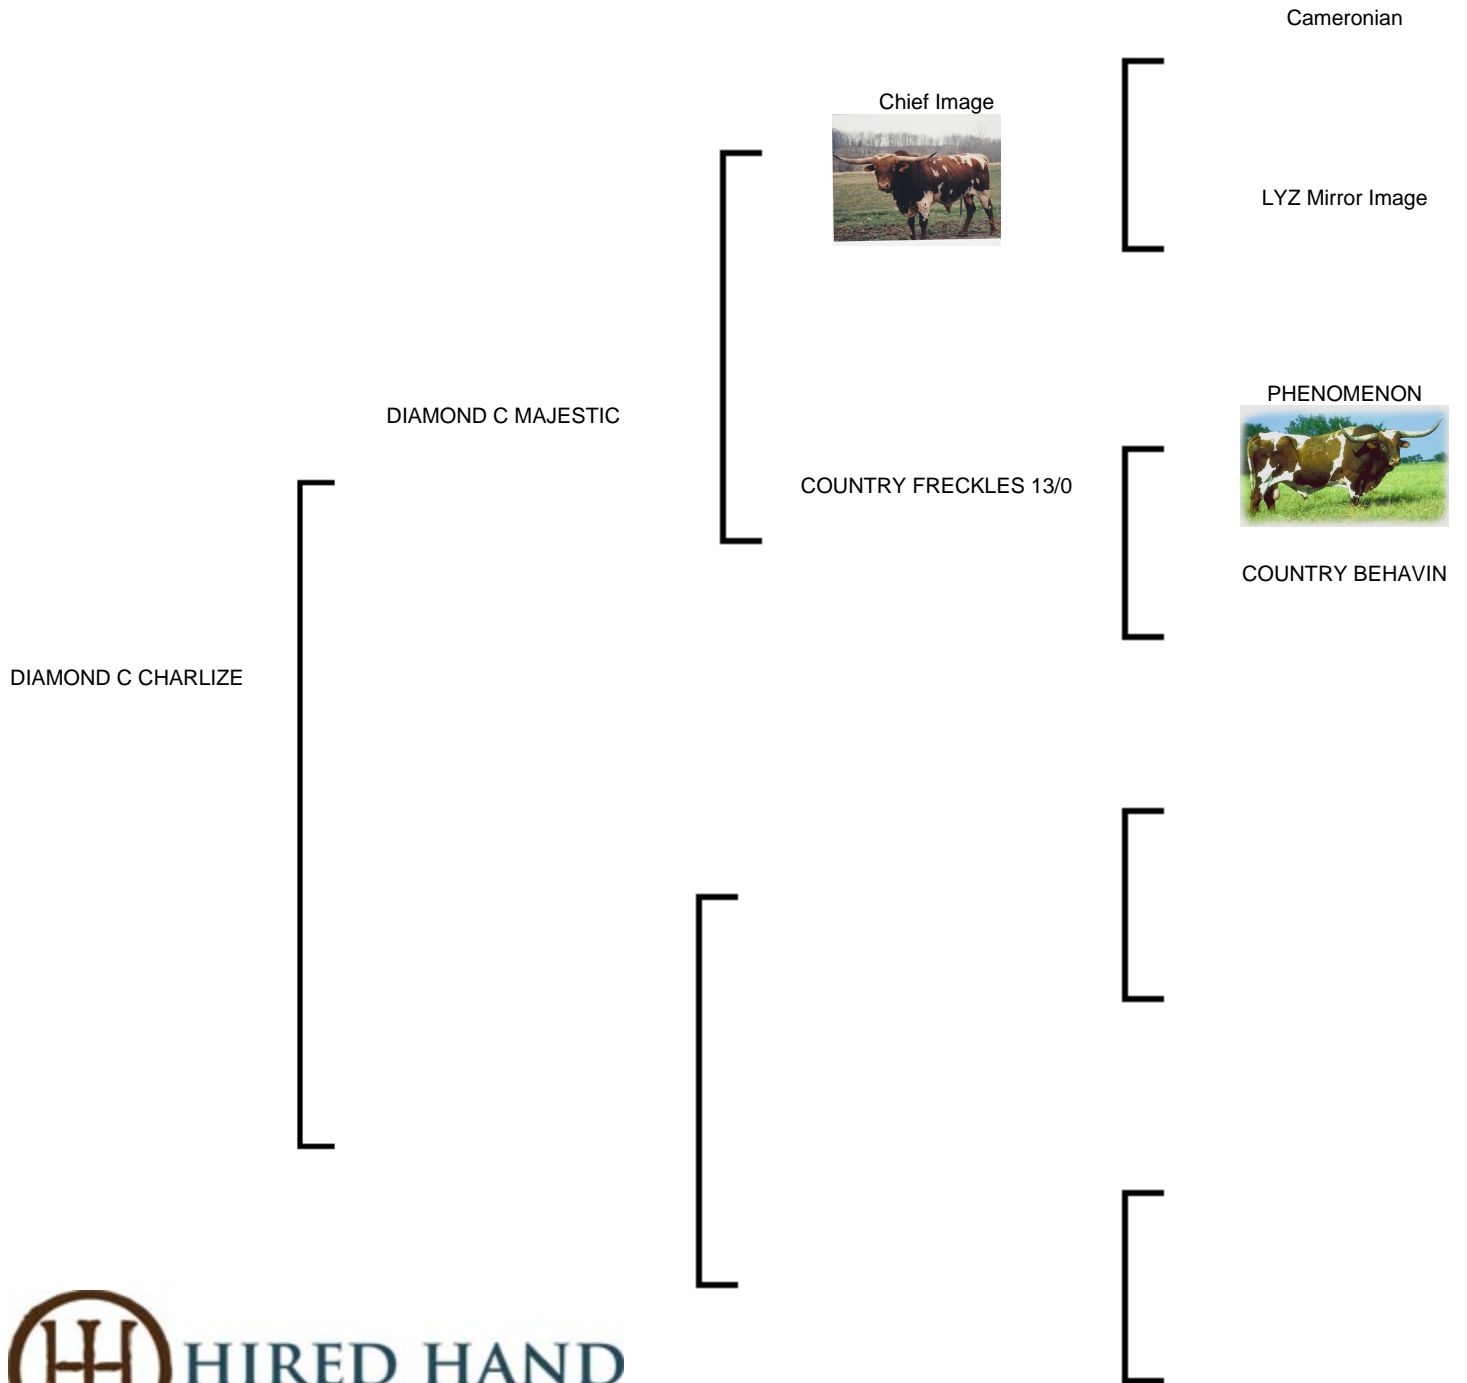 Cameronian
Chief Image
LYZ Mirror Image
PHENOMENON
DIAMOND C MAJESTIC
COUNTRY FRECKLES 13/0
COUNTRY BEHAVIN
DIAMOND C CHARLIZE
HIRED HAND